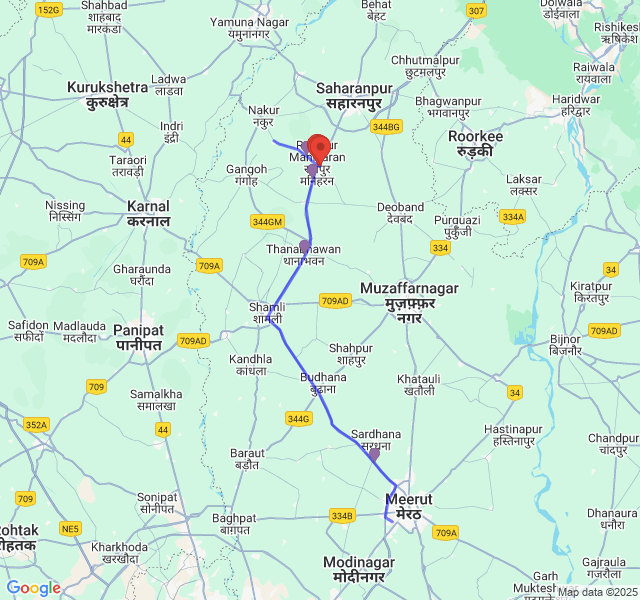 152G
Shahbad
शाहबाद
मारकंडा
Yamuna Nagar
यमुनानगर
Behat
बेहट
307
Doiwala
डोईवाला
Rishikesh
Chhutmalpur
छुटमलपुर
Raiwala
रायवाला
Kurukshetra
कुरुक्षेत्र
Ladwa
लाडवा
Saharanpur
सहारनपुर
Bhagwanpur
भगवानपुर
Haridwar
हरिद्वार
Nakur
नकुर
Indri
इंद्री
44
344BG
Roorkee
रुड़की
Taraori
तरावड़ी
Gangoh
गंगोह
मनिहरन
Laksar
लक्सर
Nissing
निस्सिंग
Karnal
करनाल
Deoband
देवबंद
344GM
334A
Purquazi
334
Thanabhawan
थानाभवन
709A
709A
Gharaunda
घरौंदा
34
Kiratpur
किरतपुर
Muzaffarnagar
मुज़फ़्फ़र
नगर
709AD
Shamli
शामली
Safidon
सफीदों
Madlauda
मदलौदा
Panipat
पानीपत
709AD
709AD
Bijnor
बिजनौर
Kandhla
कांधला
Shahpur
शाहपुर
Budhana
बुढ़ाना
Khatauli
खतौली
709
Samalkha
समालखा
34
344G
352A
44
Hastinapur
हस्तिनापुर
Sardhana
सरधना
Chandpur
चांदपुर
Baraut
बड़ौत
709
Sonipat
सोनीपत
Meerut
मेरठ
Baghpat
बागपत
334B
Dhanaura
धनौरा
NE5
709A
Kharkhoda
खरखौदा
Modinagar
मोदीनगर
Gajraula
गजरौला
Garh
Google
Map data ©2025